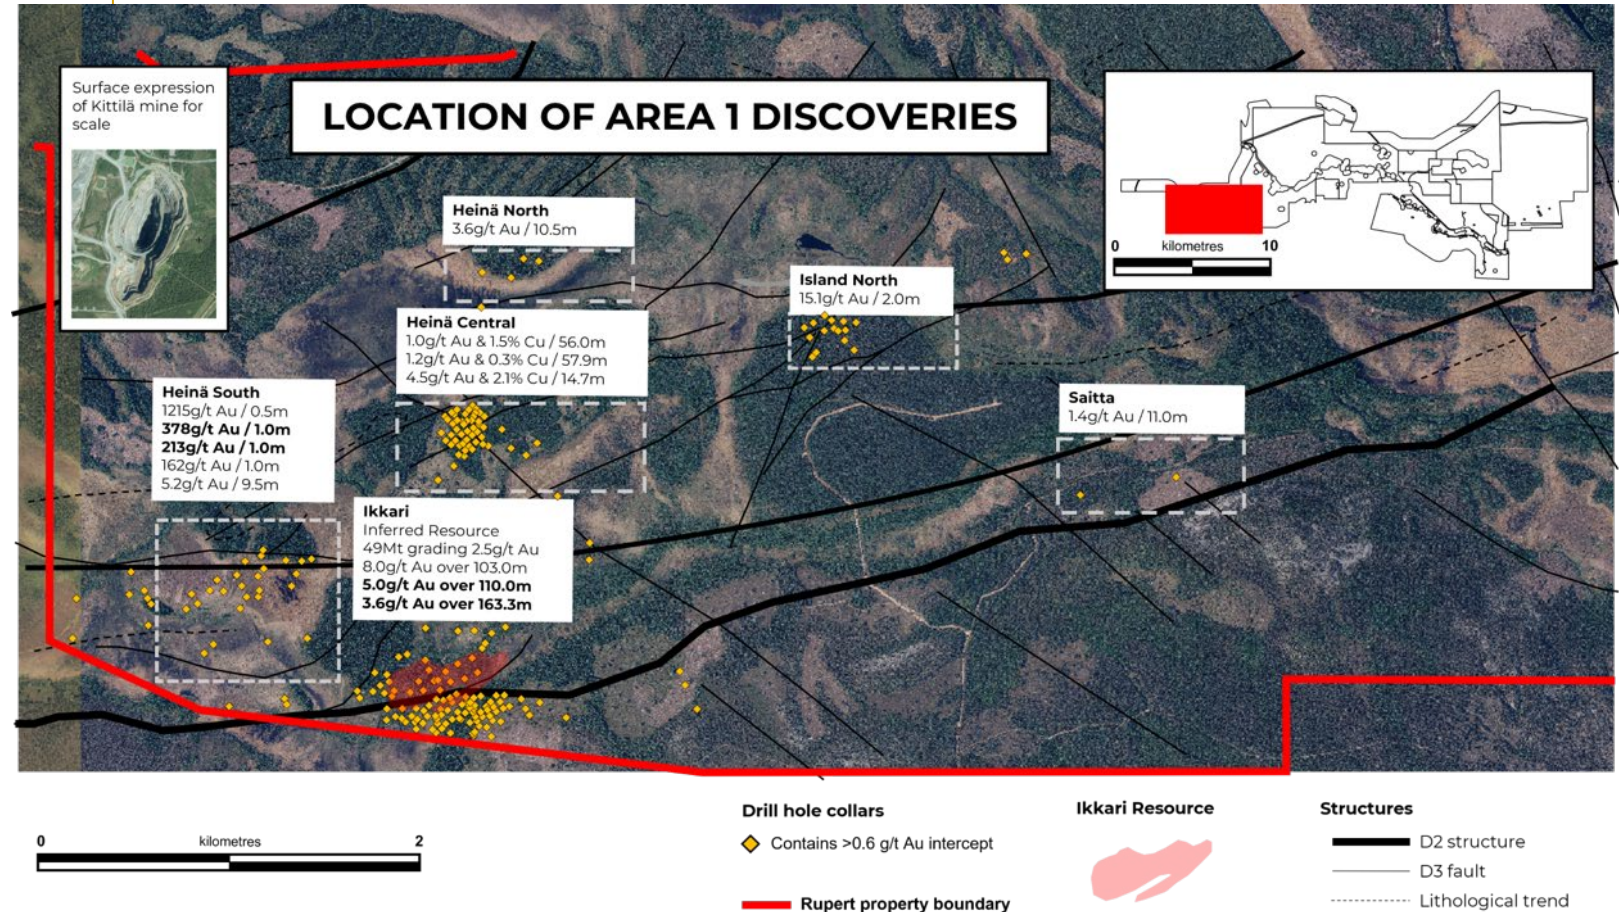 Surface expression
of Kittilä mine for
scale
LOCATION OF AREA 1 DISCOVERIES
0 kilometres 10
Heinä North
3.6g/t Au / 10.5m
Island North
15.1g/t Au / 2.0m
Heinä Central
1.0g/t Au & 1.5% Cu / 56.0m
1.2g/t Au & 0.3% Cu / 57.9m
4.5g/t Au & 2.1% Cu / 14.7m
Heinä South
1215g/t Au / 0.5m
378g/t Au / 1.0m
213g/t Au / 1.0m
162g/t Au / 1.0m
5.2g/t Au / 9.5m
Saitta
1.4g/t Au / 11.0m
Ikkari
Inferred Resource
49Mt grading 2.5g/t Au
8.0g/t Au over 103.0m
5.0g/t Au over 110.0m
3.6g/t Au over 163.3m
0 kilometres 2
Drill hole collars
Contains >0.6 g/t Au intercept
Rupert property boundary
Ikkari Resource
Structures
D2 structure
D3 fault
Lithological trend